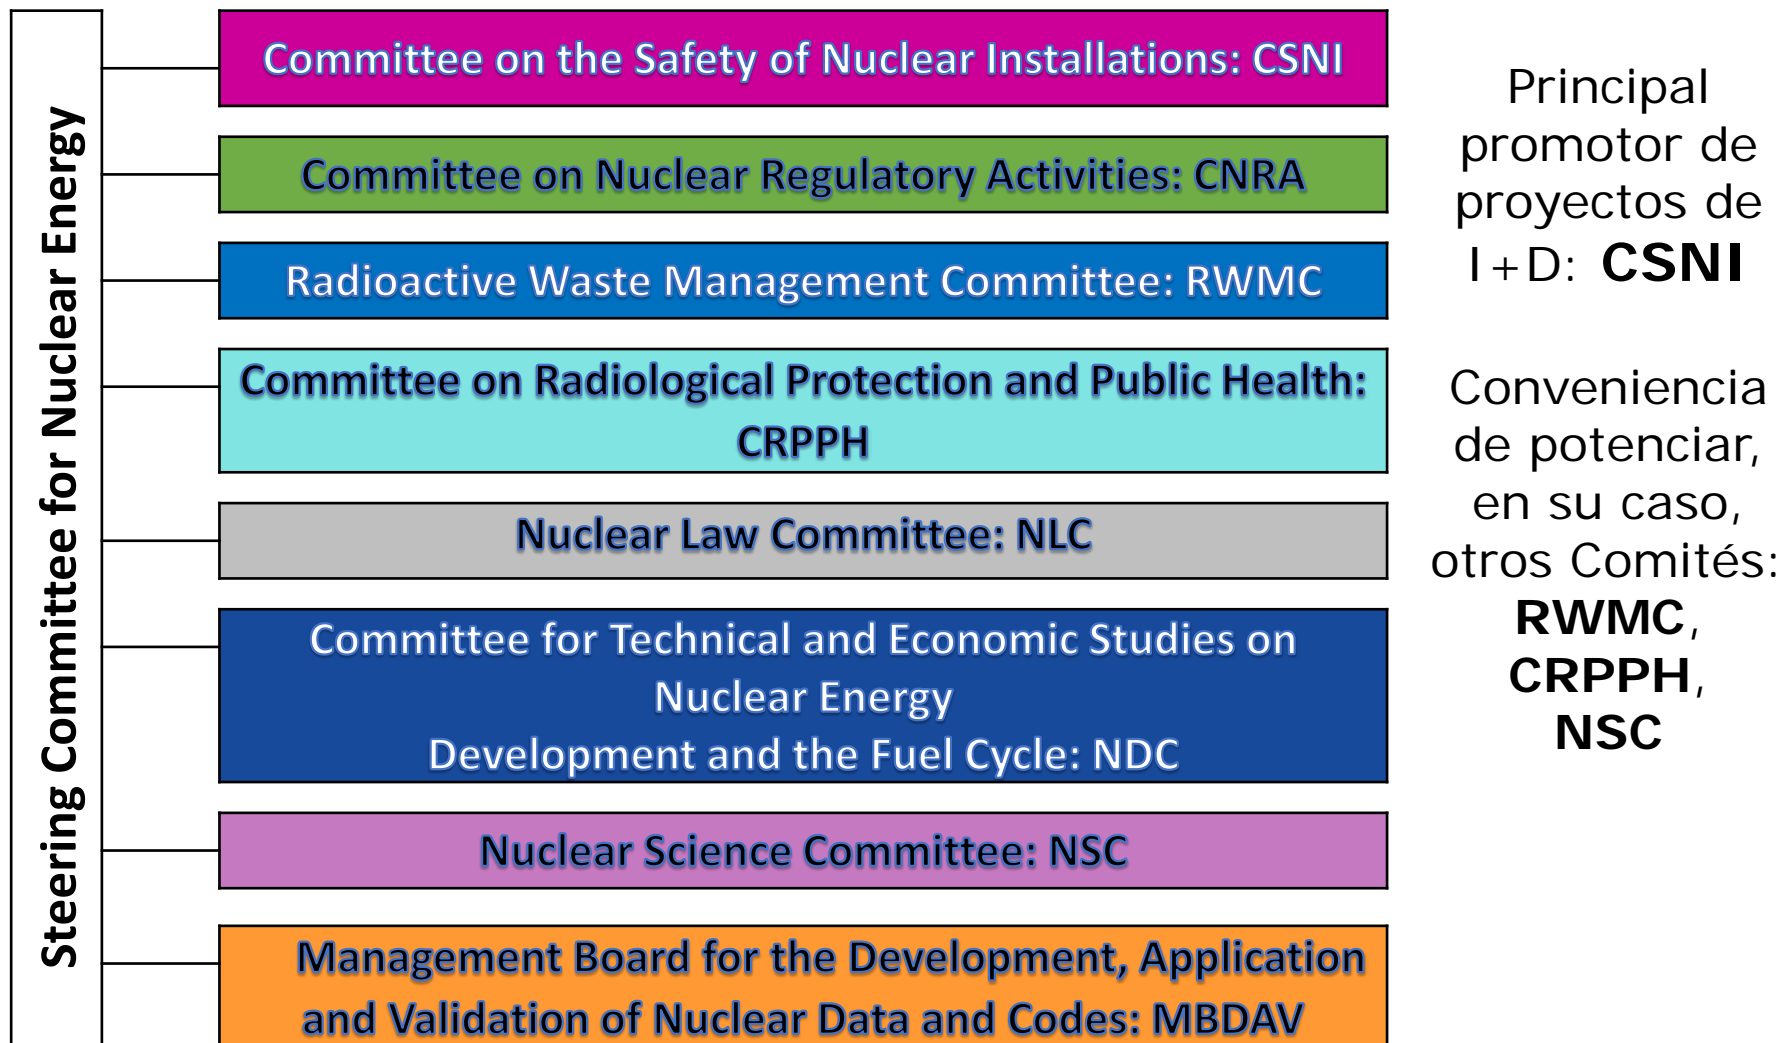 Steering Committee for Nuclear Energy
Committee on the Safety of Nuclear Installations: CSNI
Committee on Nuclear Regulatory Activities: CNRA
Radioactive Waste Management Committee: RWMC
Committee on Radiological Protection and Public Health:
CRPPH
Nuclear Law Committee: NLC
Committee for Technical and Economic Studies on
Nuclear Energy
Development and the Fuel Cycle: NDC
Nuclear Science Committee: NSC
Management Board for the Development, Application
and Validation of Nuclear Data and Codes: MBDAV
Principal
promotor de
proyectos de
I+D: CSNI
Conveniencia
de potenciar,
en su caso,
otros Comités:
RWMC,
CRPPH,
NSC